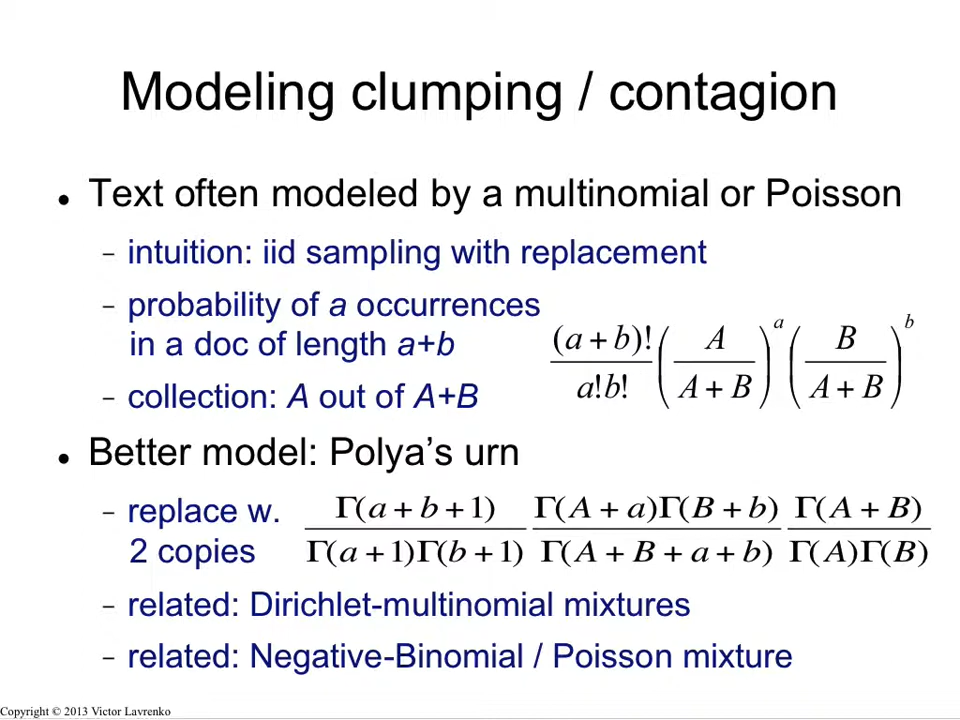 Modeling clumping / contagion
● Text often modeled by a multinomial or Poisson
– intuition: iid sampling with replacement
– probability of a occurrences
in a doc of length a+b
(a + b)! / a!b! (A / A + B)^a (B / A + B)^b
– collection: A out of A+B
● Better model: Polya’s urn
– replace w.
2 copies
Γ(a + b + 1) / Γ(a + 1)Γ(b + 1) Γ(A + a)Γ(B + b) / Γ(A + B + a + b) Γ(A + B) / Γ(A)Γ(B)
– related: Dirichlet-multinomial mixtures
– related: Negative-Binomial / Poisson mixture
Copyright © 2013 Victor Lavrenko